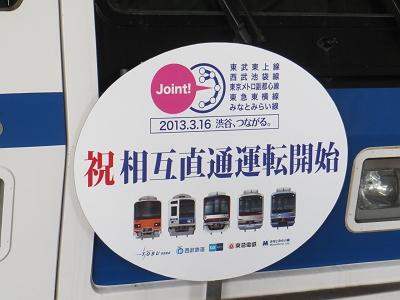 Joint!
東武東上線
西武池袋線
東京メトロ副都心線
東急東横線
みなとみらい線
2013.3.16 渋谷、つながる。
祝 相互直通運転開始
TOBU
西武鉄道
東急電鉄